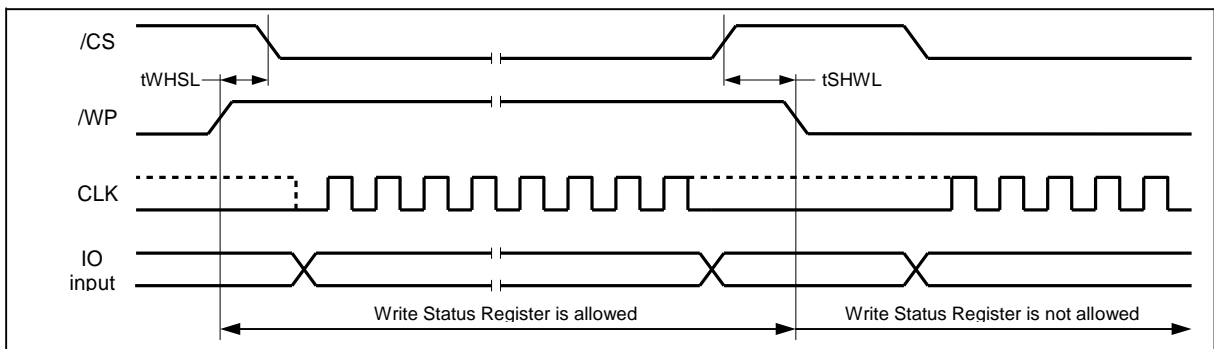 /CS
tWHSL
tSHWL
/WP
CLK
IO
input
Write Status Register is allowed
Write Status Register is not allowed